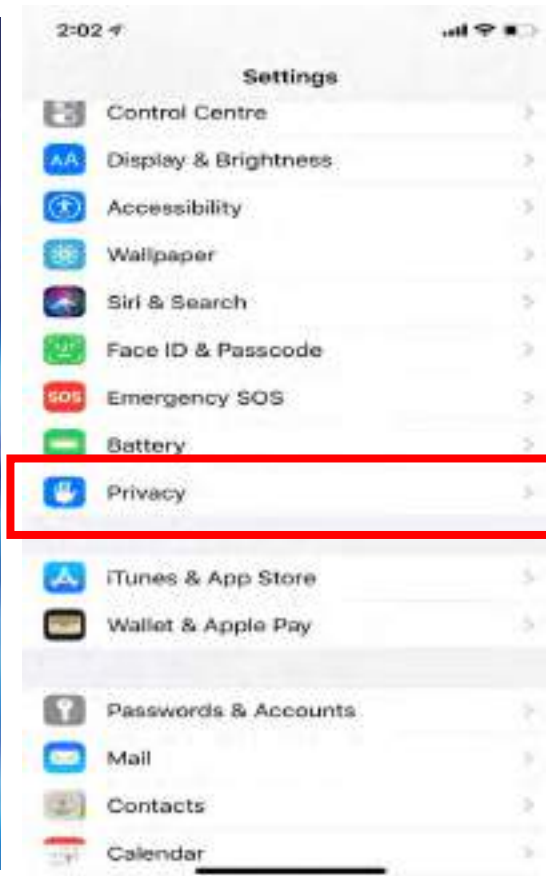 2:02
Settings
Control Centre
AA Display & Brightness
Accessibility
Wallpaper
Siri & Search
Face ID & Passcode
SOS Emergency SOS
Battery
Privacy
iTunes & App Store
Wallet & Apple Pay
Passwords & Accounts
Mail
Contacts
Calendar